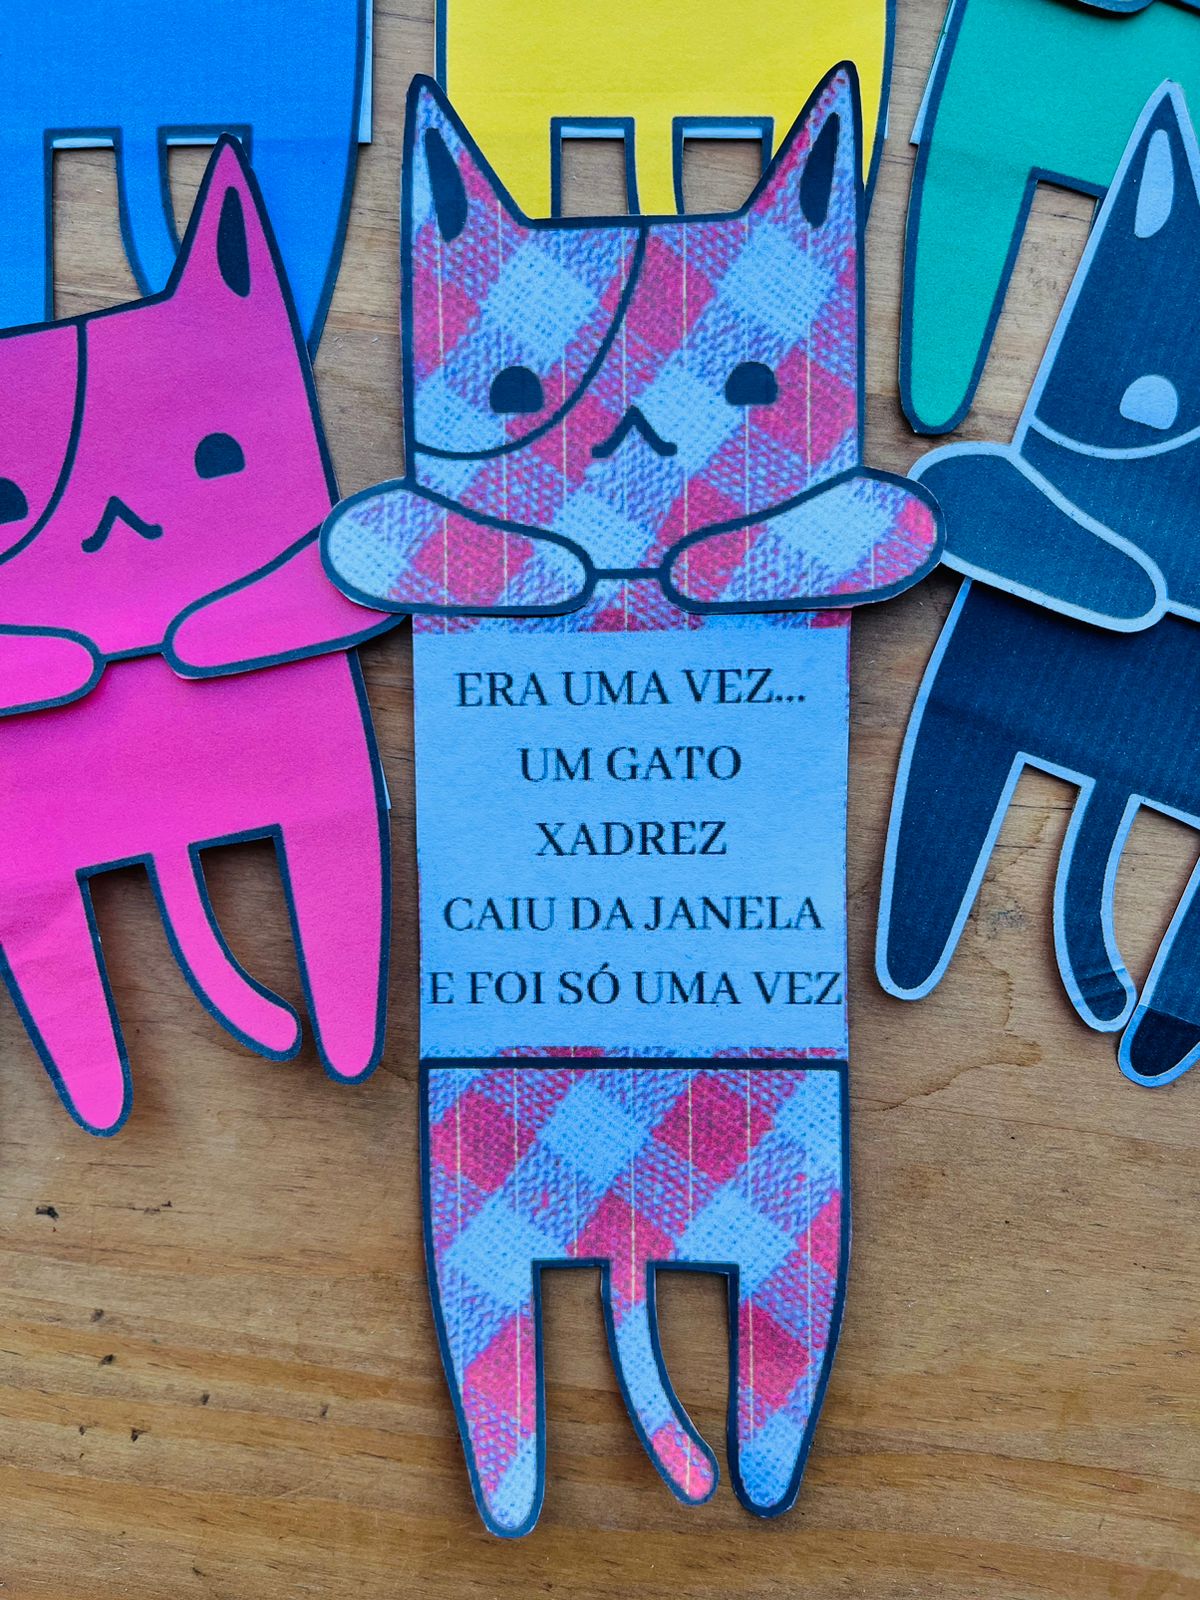 ERA UMA VEZ...
UM GATO
XADREZ
CAIU DA JANELA
E FOI SÓ UMA VEZ